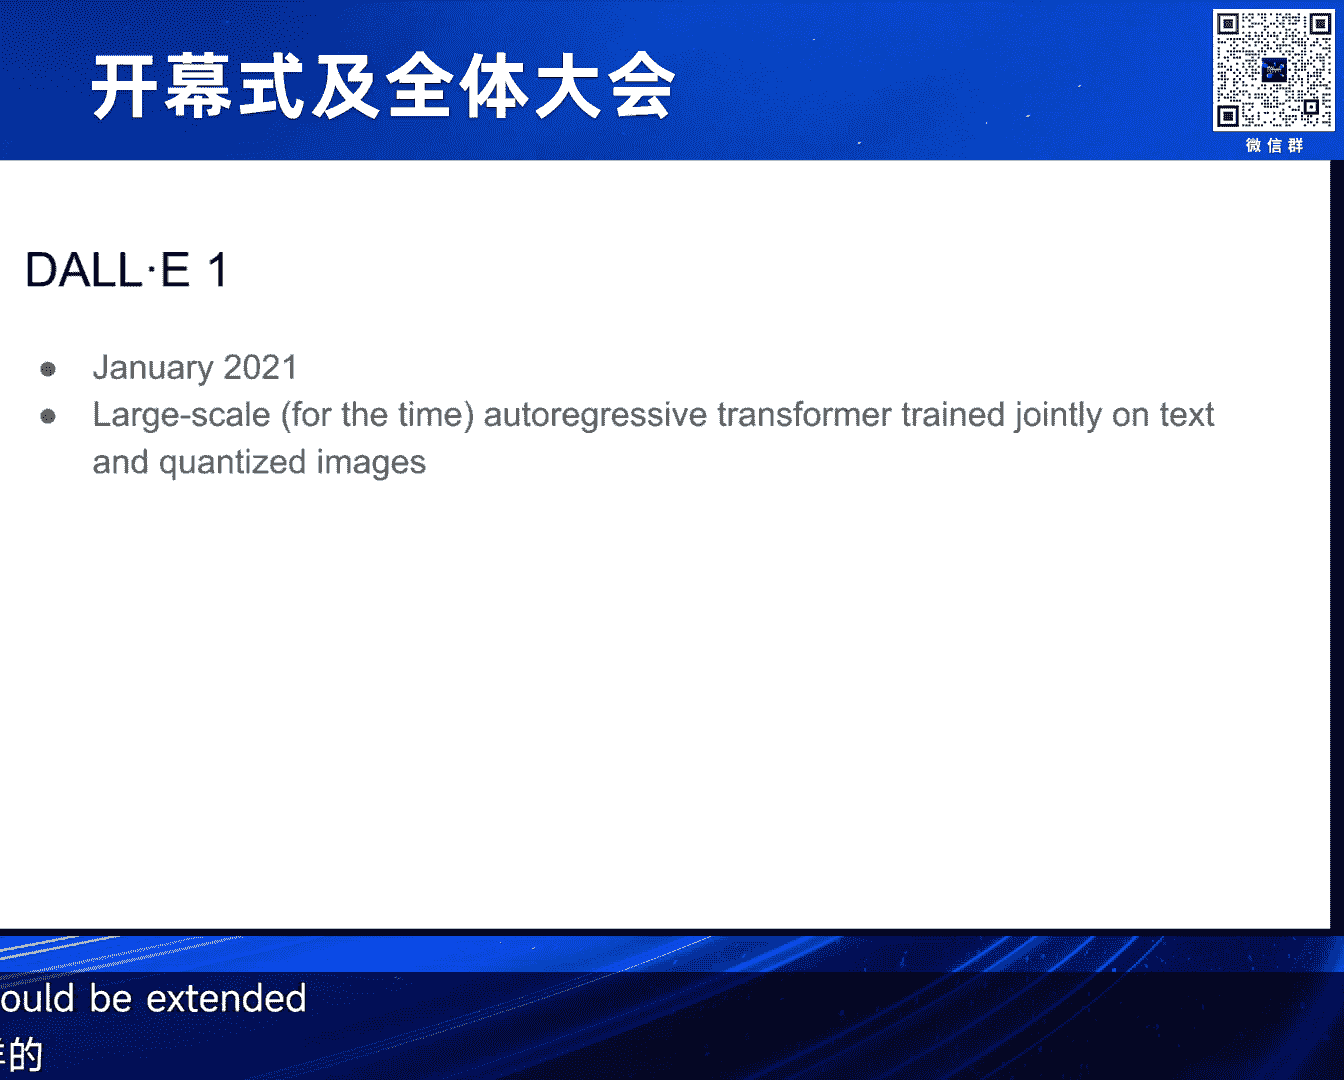 开幕式及全体大会
微信群
DALL·E 1
● January 2021
● Large-scale (for the time) autoregressive transformer trained jointly on text
and quantized images
ould be extended
的